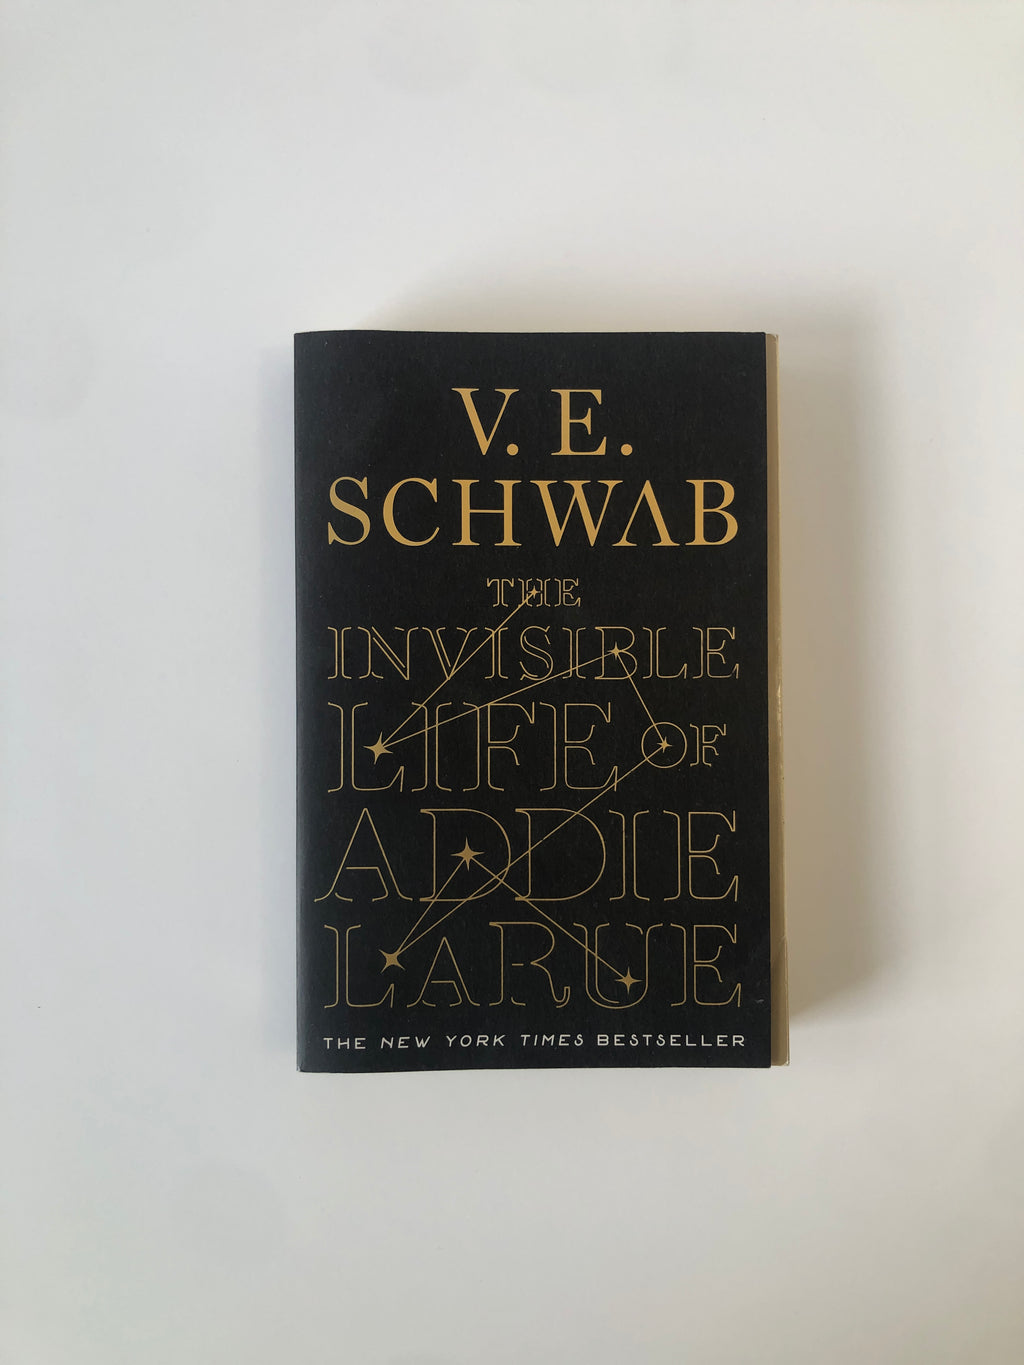 V. E.
SCHWAB
THE
INVISIBLE
LIFE OF
ADDIE
LARUE
THE NEW YORK TIMES BESTSELLER